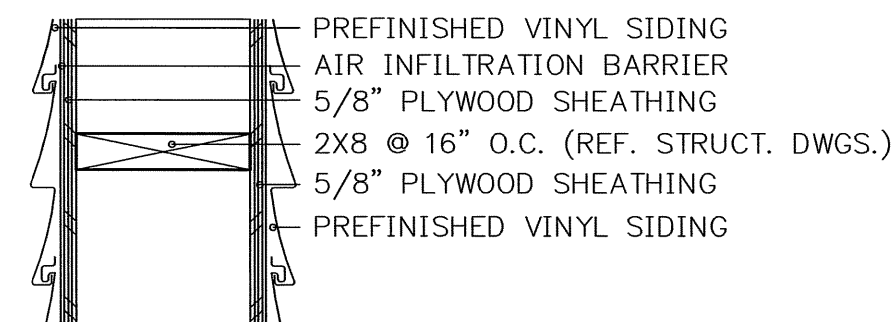 PREFINISHED VINYL SIDING
AIR INFILTRATION BARRIER
5/8” PLYWOOD SHEATHING
2X8 @ 16” O.C. (REF. STRUCT. DWGS.)
5/8” PLYWOOD SHEATHING
PREFINISHED VINYL SIDING